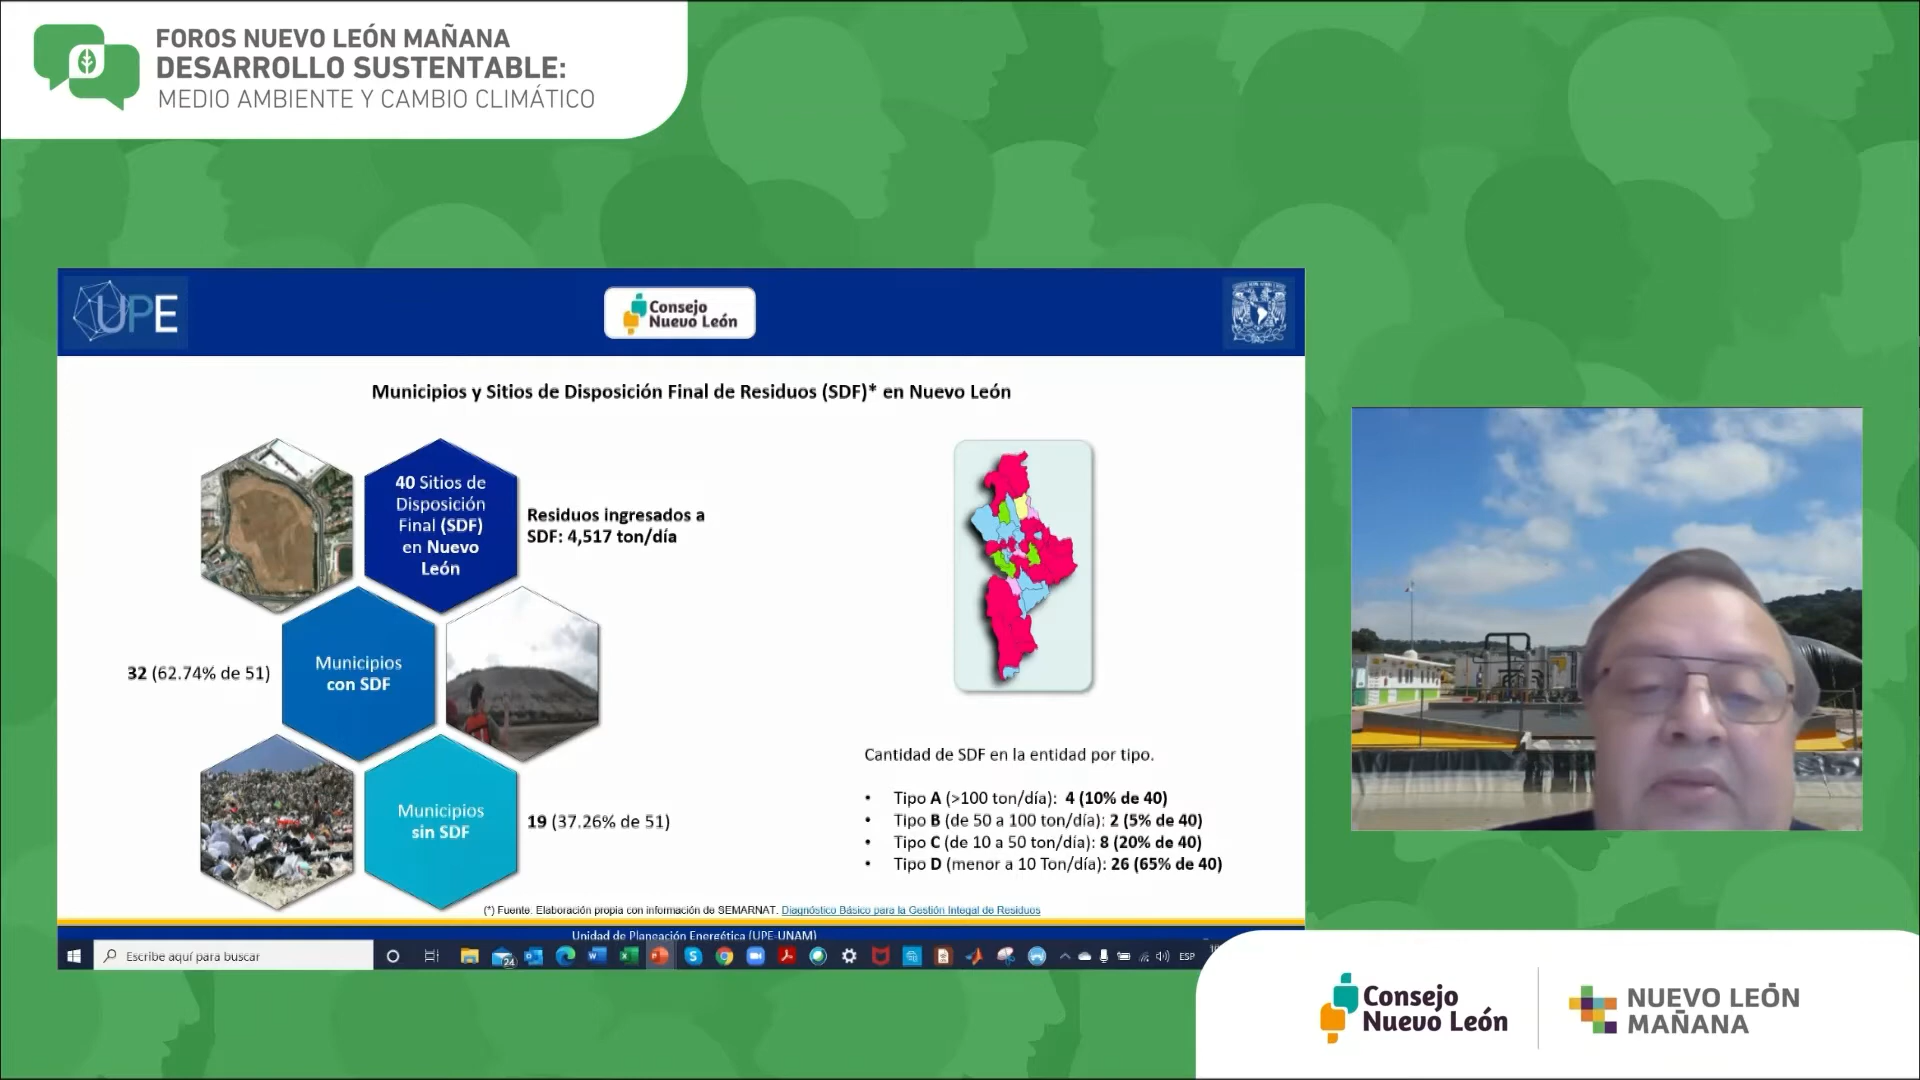 FOROS NUEVO LEÓN MAÑANA
DESARROLLO SUSTENTABLE:
MEDIO AMBIENTE Y CAMBIO CLIMÁTICO
UPE
Consejo
Nuevo León
Municipios y Sitios de Disposición Final de Residuos (SDF)* en Nuevo León
40 Sitios de
Disposición
Final (SDF)
en Nuevo
León
Residuos ingresados a
SDF: 4,517 ton/día
32 (62.74% de 51)
Municipios
con SDF
Municipios
sin SDF
19 (37.26% de 51)
Cantidad de SDF en la entidad por tipo.
• Tipo A (>100 ton/día): 4 (10% de 40)
• Tipo B (de 50 a 100 ton/día): 2 (5% de 40)
• Tipo C (de 10 a 50 ton/día): 8 (20% de 40)
• Tipo D (menor a 10 Ton/día): 26 (65% de 40)
(*) Fuente. Elaboración propia con información de SEMARNAT. Diagnóstico Básico para la Gestión Integal de Residuos
Unidad de Planeación Energética (UPE-UNAM)
Escribe aquí para buscar
24
ESP
Consejo
Nuevo León
NUEVO LEÓN
MAÑANA